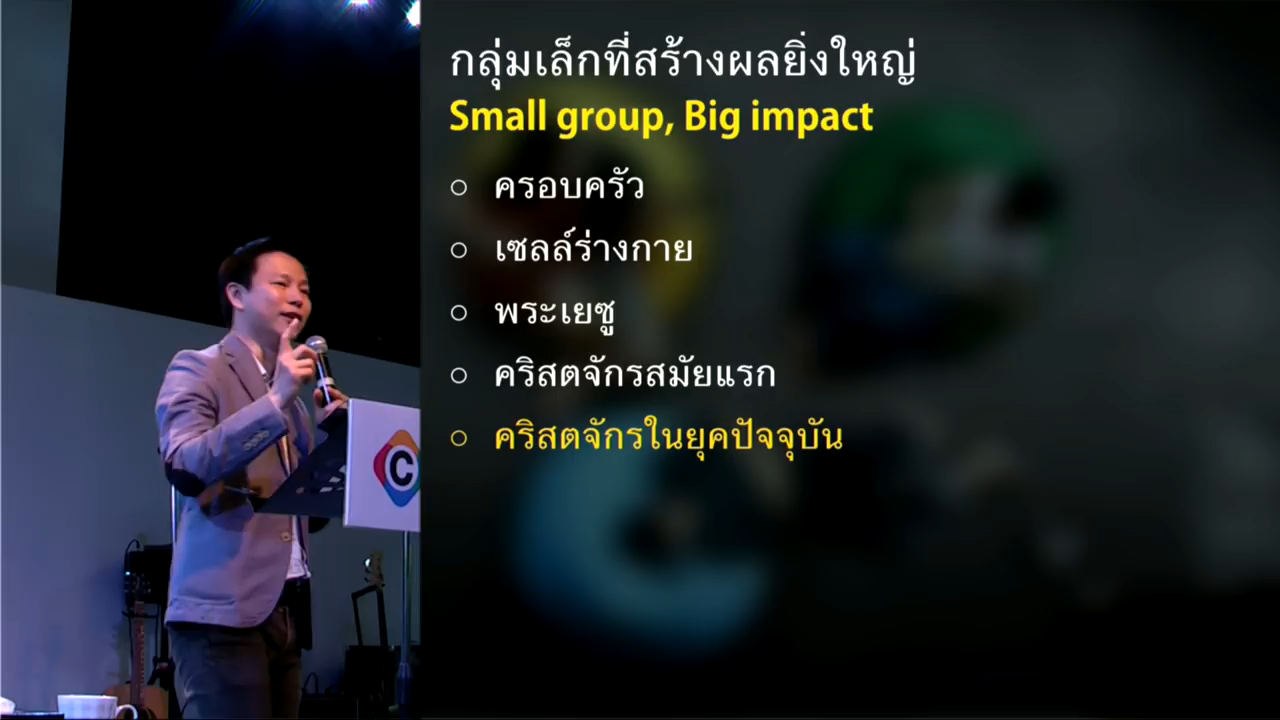 กลุ่มเล็กที่สร้างผลยิ่งใหญ่
Small group, Big impact
○ ครอบครัว
○ เซลล์ร่างกาย
○ พระเยซู
○ คริสตจักรสมัยแรก
○ คริสตจักรในยุคปัจจุบัน
C